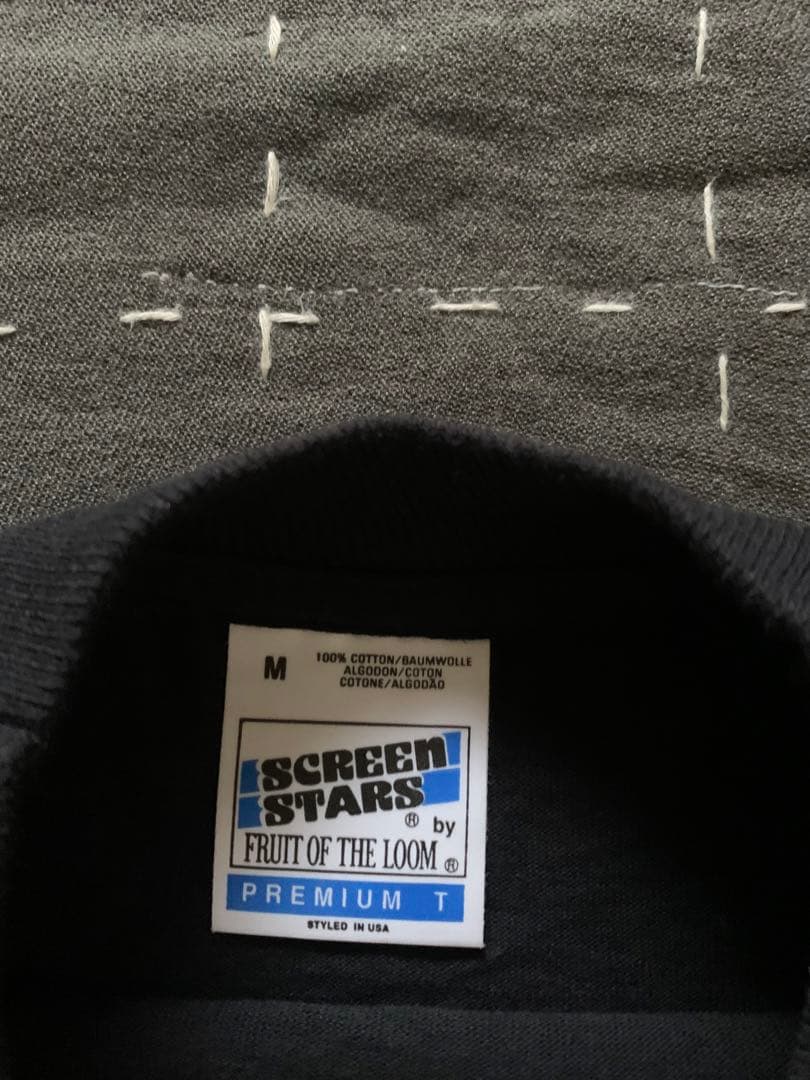 M
100% COTTON/BAUMWOLLE
ALGODON/COTON
COTONE/ALGODÃO
SCREEN
STARS
® by
FRUIT OF THE LOOM ®
PREMIUM T
STYLED IN USA